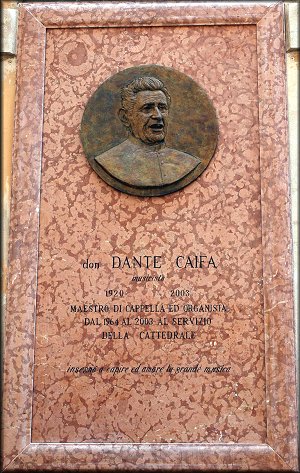 don DANTE CAIFA
musicista
1920 2003
MAESTRO DI CAPPELLA ED ORGANISTA
DAL 1964 AL 2003 AL SERVIZIO
DELLA CATTEDRALE
insegnò a capire ed amare la grande musica